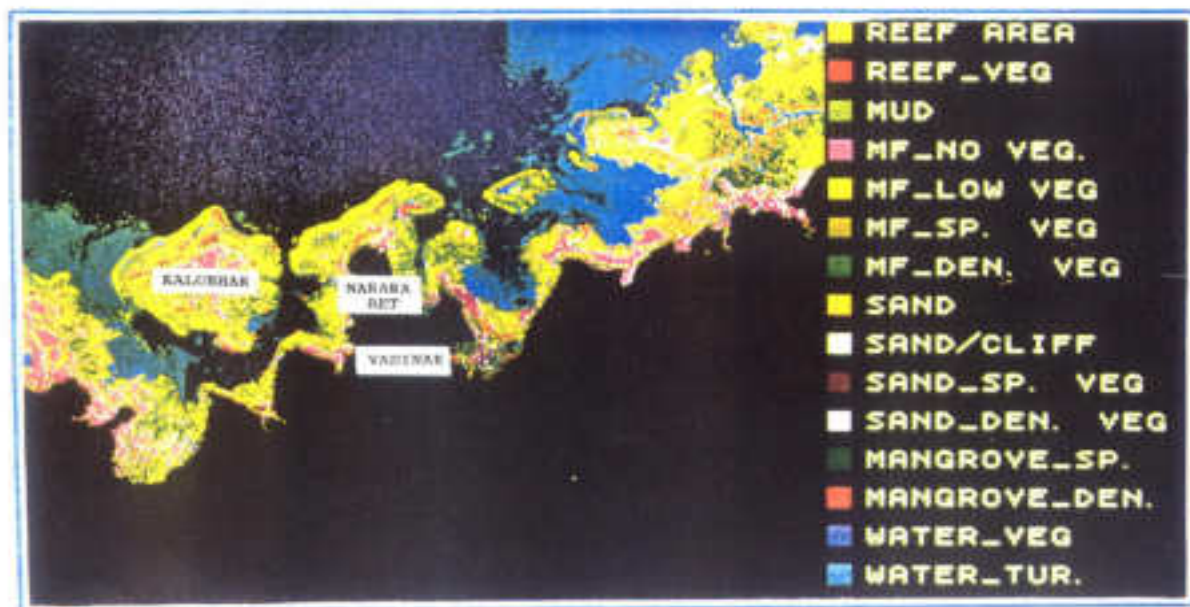 KALUBHAR
NARARA
BET
VADINAR
REEF AREA
REEF_VEG
MUD
MF_NO VEG.
MF_LOW VEG
MF_SP. VEG
MF_DEN. VEG
SAND
SAND/CLIFF
SAND_SP. VEG
SAND_DEN. VEG
MANGROVE_SP.
MANGROVE_DEN.
WATER_VEG
WATER_TUR.